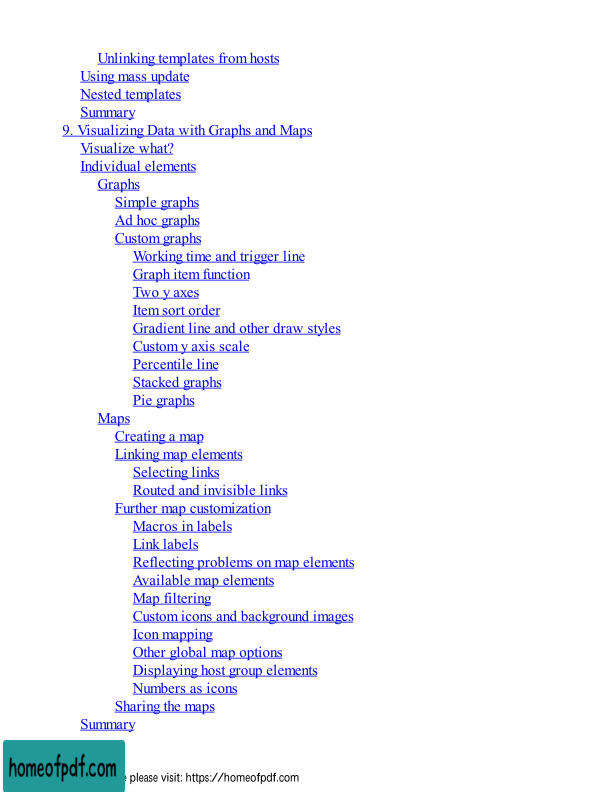 Unlinking templates from hosts
Using mass update
Nested templates
Summary
9. Visualizing Data with Graphs and Maps
Visualize what?
Individual elements
Graphs
Simple graphs
Ad hoc graphs
Custom graphs
Working time and trigger line
Graph item function
Two y axes
Item sort order
Gradient line and other draw styles
Custom y axis scale
Percentile line
Stacked graphs
Pie graphs
Maps
Creating a map
Linking map elements
Selecting links
Routed and invisible links
Further map customization
Macros in labels
Link labels
Reflecting problems on map elements
Available map elements
Map filtering
Custom icons and background images
Icon mapping
Other global map options
Displaying host group elements
Numbers as icons
Sharing the maps
Summary
homeofpdf.com please visit: https://homeofpdf.com